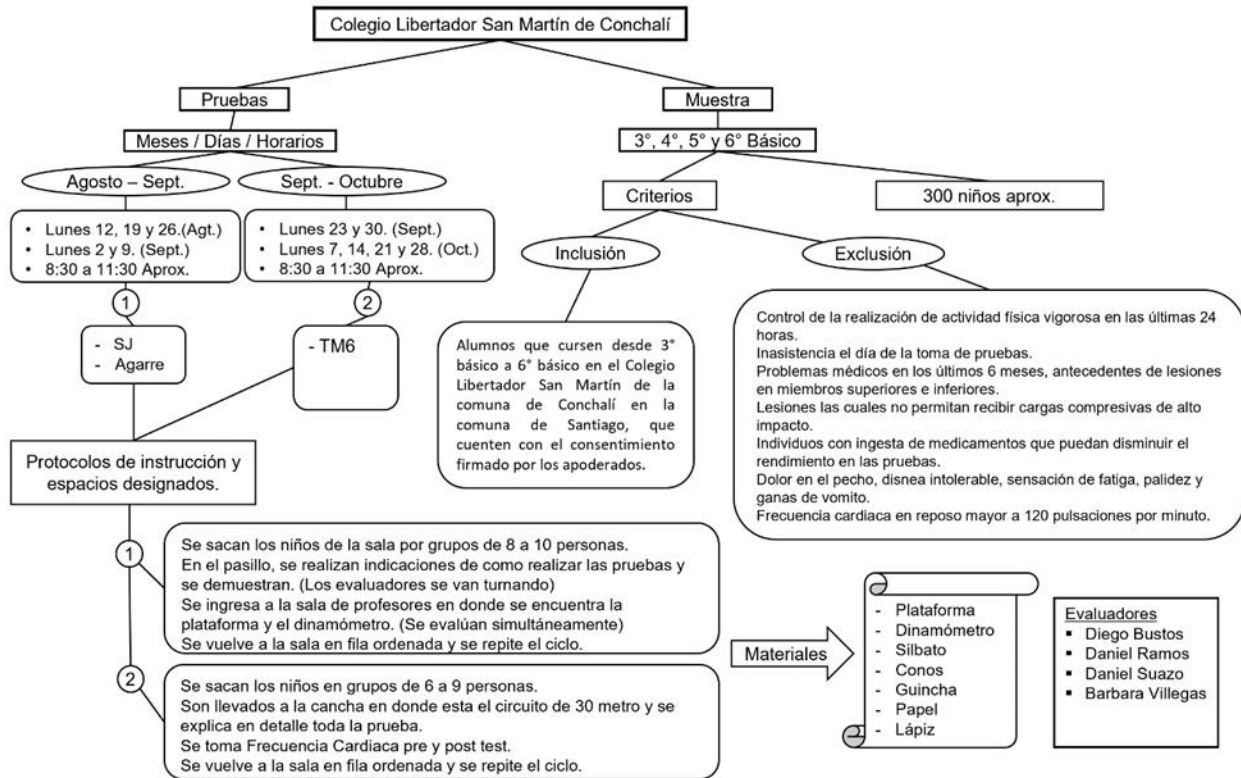 Colegio Libertador San Martín de Conchalí
Pruebas
Muestra
Meses / Días / Horarios
3°, 4°, 5° y 6° Básico
Agosto – Sept.
Sept. - Octubre
Criterios
300 niños aprox.
• Lunes 12, 19 y 26.(Agt.)
• Lunes 2 y 9. (Sept.)
• 8:30 a 11:30 Aprox.
• Lunes 23 y 30. (Sept.)
• Lunes 7, 14, 21 y 28. (Oct.)
• 8:30 a 11:30 Aprox.
Inclusión
Exclusión
1
2
- SJ
- Agarre
- TM6
Alumnos que cursen desde 3°
básico a 6° básico en el Colegio
Libertador San Martín de la
comuna de Conchalí en la
comuna de Santiago, que
cuenten con el consentimiento
firmado por los apoderados.
Control de la realización de actividad física vigorosa en las últimas 24
horas.
Inasistencia el día de la toma de pruebas.
Problemas médicos en los últimos 6 meses, antecedentes de lesiones
en miembros superiores e inferiores.
Lesiones las cuales no permitan recibir cargas compresivas de alto
impacto.
Individuos con ingesta de medicamentos que puedan disminuir el
rendimiento en las pruebas.
Dolor en el pecho, disnea intolerable, sensación de fatiga, palidez y
ganas de vomito.
Frecuencia cardiaca en reposo mayor a 120 pulsaciones por minuto.
Protocolos de instrucción y
espacios designados.
1
Se sacan los niños de la sala por grupos de 8 a 10 personas.
En el pasillo, se realizan indicaciones de como realizar las pruebas y
se demuestran. (Los evaluadores se van turnando)
Se ingresa a la sala de profesores en donde se encuentra la
plataforma y el dinamómetro. (Se evalúan simultáneamente)
Se vuelve a la sala en fila ordenada y se repite el ciclo.
2
Se sacan los niños en grupos de 6 a 9 personas.
Son llevados a la cancha en donde esta el circuito de 30 metro y se
explica en detalle toda la prueba.
Se toma Frecuencia Cardiaca pre y post test.
Se vuelve a la sala en fila ordenada y se repite el ciclo.
Materiales
- Plataforma
- Dinamómetro
- Silbato
- Conos
- Guincha
- Papel
- Lápiz
Evaluadores
▪ Diego Bustos
▪ Daniel Ramos
▪ Daniel Suazo
▪ Barbara Villegas